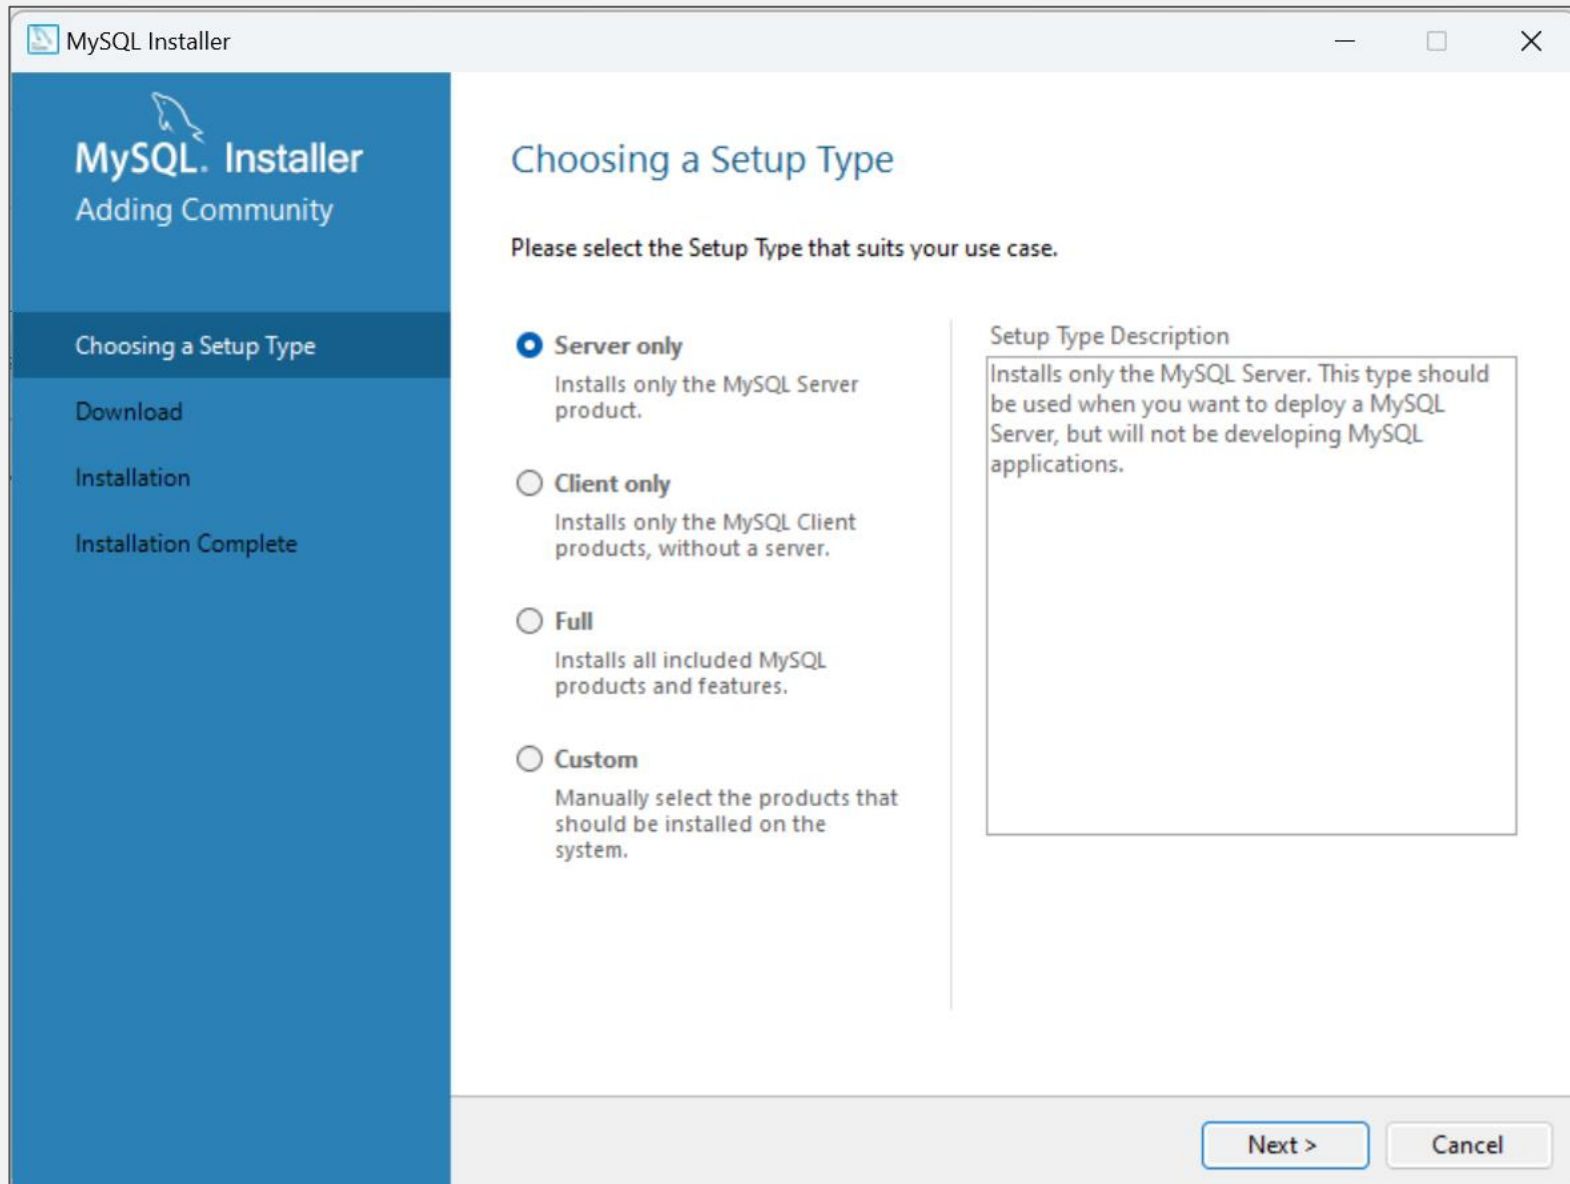 MySQL Installer
MySQL. Installer
Adding Community
Choosing a Setup Type
Download
Installation
Installation Complete
Choosing a Setup Type
Please select the Setup Type that suits your use case.
Server only
Installs only the MySQL Server
product.
Client only
Installs only the MySQL Client
products, without a server.
Full
Installs all included MySQL
products and features.
Custom
Manually select the products that
should be installed on the
system.
Setup Type Description
Installs only the MySQL Server. This type should
be used when you want to deploy a MySQL
Server, but will not be developing MySQL
applications.
Next >
Cancel